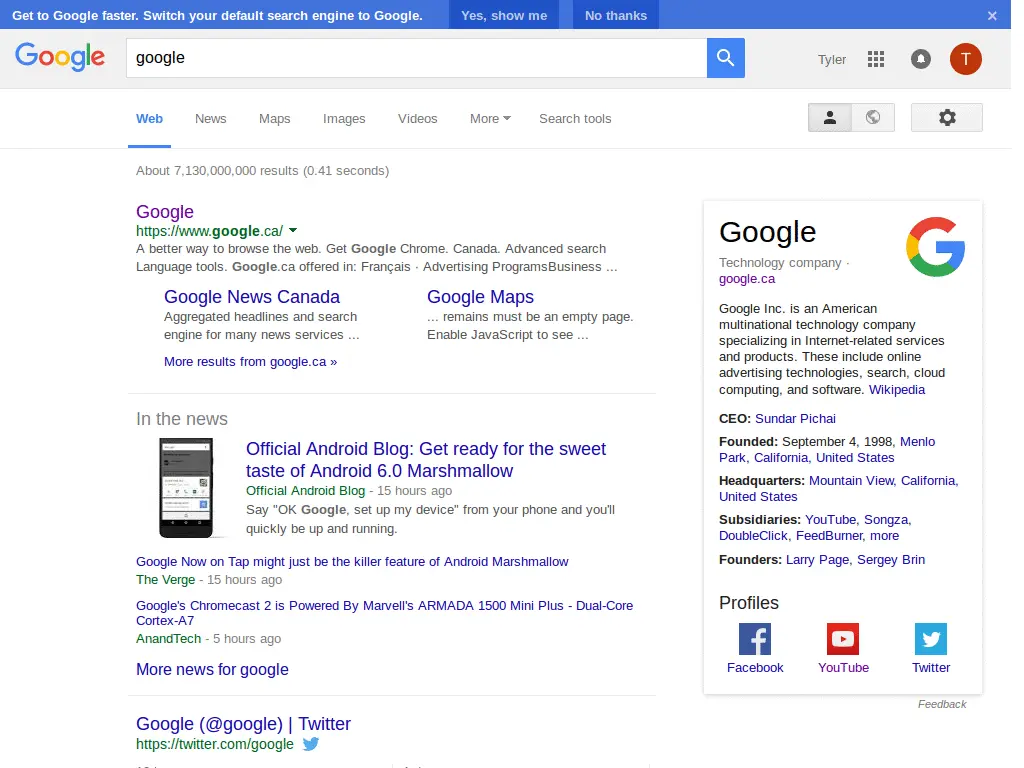 Get to Google faster. Switch your default search engine to Google. Yes, show me No thanks ×
Google google Tyler T
Web News Maps Images Videos More Search tools
About 7,130,000,000 results (0.41 seconds)
Google
https://www.google.ca/
A better way to browse the web. Get Google Chrome. Canada. Advanced search
Language tools. Google.ca offered in: Français · Advertising ProgramsBusiness ...
Google News Canada
Aggregated headlines and search
engine for many news services ...
Google Maps
... remains must be an empty page.
Enable JavaScript to see ...
More results from google.ca »
In the news
Official Android Blog: Get ready for the sweet
taste of Android 6.0 Marshmallow
Official Android Blog - 15 hours ago
Say "OK Google, set up my device" from your phone and you'll
quickly be up and running.
Google Now on Tap might just be the killer feature of Android Marshmallow
The Verge - 15 hours ago
Google's Chromecast 2 is Powered By Marvell's ARMADA 1500 Mini Plus - Dual-Core
Cortex-A7
AnandTech - 5 hours ago
More news for google
Google (@google) | Twitter
https://twitter.com/google
Google
Technology company ·
google.ca
Google Inc. is an American
multinational technology company
specializing in Internet-related services
and products. These include online
advertising technologies, search, cloud
computing, and software. Wikipedia
CEO: Sundar Pichai
Founded: September 4, 1998, Menlo
Park, California, United States
Headquarters: Mountain View, California,
United States
Subsidiaries: YouTube, Songza,
DoubleClick, FeedBurner, more
Founders: Larry Page, Sergey Brin
Profiles
Facebook YouTube Twitter
Feedback